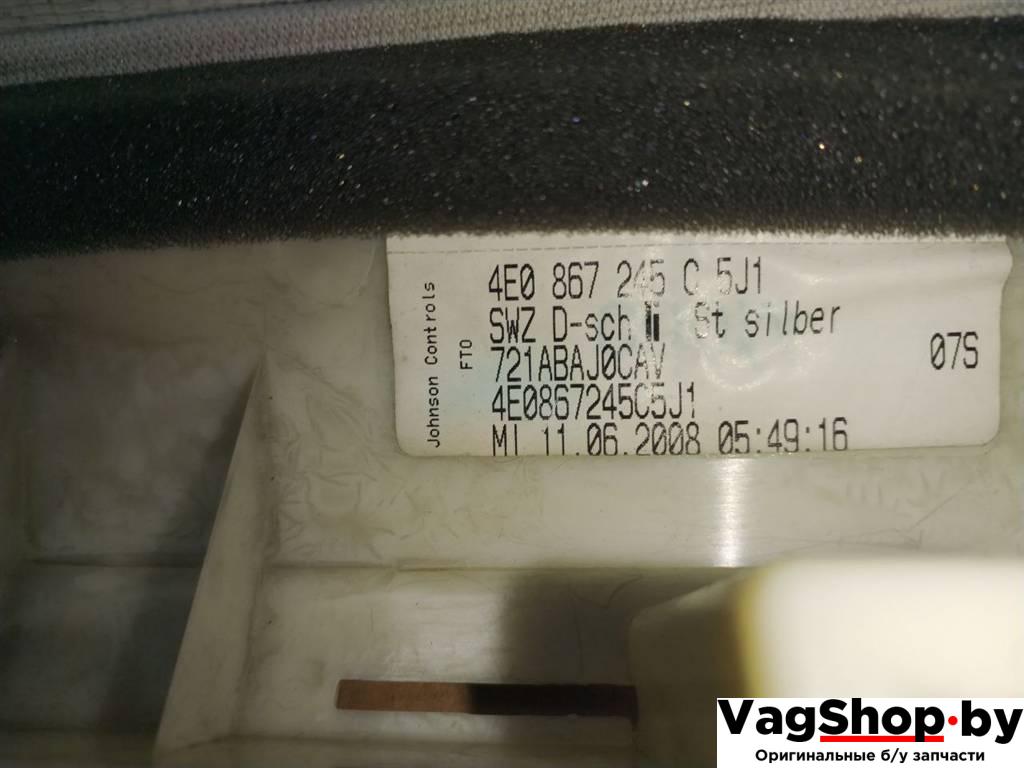 Johnson Controls
FTO
4E0 867 245 C 5J1
SWZ D-sch li St silber
721ABAJ0CAV
4E0867245C5J1
MI 11.06.2008 05:49:16
07S
VagShop.by
Оригинальные б/у запчасти